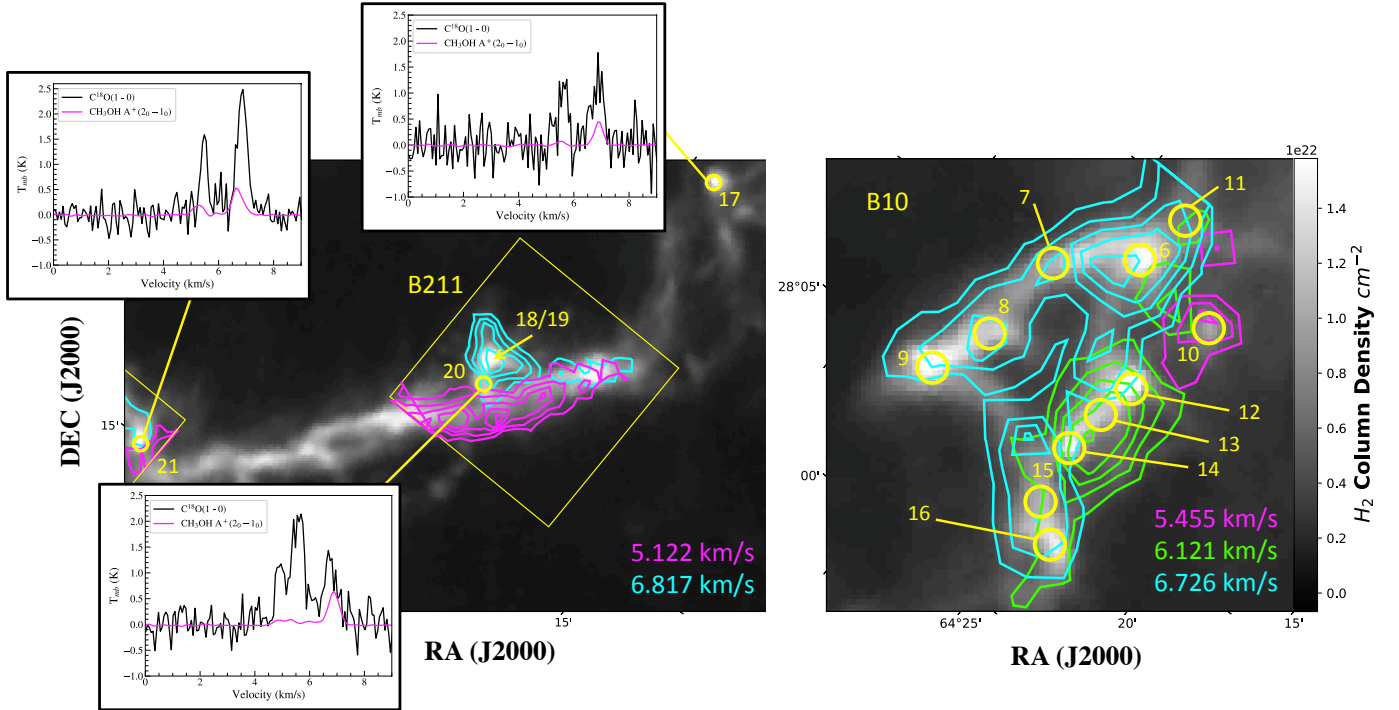 C¹⁸O(1 - 0)
CH₃OH A⁺(2₀ − 1₀)
T_mb (K)
2.5
2.0
1.5
1.0
0.5
0.0
−0.5
−1.0
0
2
4
6
8
Velocity (km/s)
C¹⁸O(1 - 0)
CH₃OH A⁺(2₀−1₀)
T_mb (K)
2.5
2.0
1.5
1.0
0.5
0.0
−0.5
−1.0
0
2
4
6
8
Velocity (km/s)
17
B211
18/19
20
21
DEC (J2000)
15'
C¹⁸O(1 - 0)
CH₃OH A⁺(2₀−1₀)
T_mb (K)
2.5
2.0
1.5
1.0
0.5
0.0
−0.5
−1.0
0
2
4
6
8
Velocity (km/s)
5.122 km/s
6.817 km/s
15'
RA (J2000)
B10
7
11
6
8
9
10
12
13
14
15
16
28°05'
00'
5.455 km/s
6.121 km/s
6.726 km/s
64°25'
20'
15'
RA (J2000)
1e22
1.4
1.2
1.0
0.8
0.6
0.4
0.2
0.0
H₂ Column Density cm⁻²